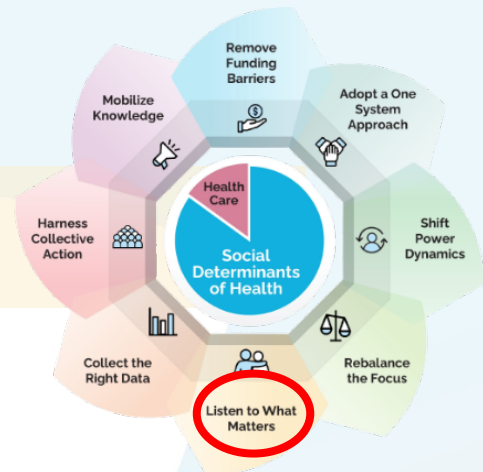 Remove
Funding
Barriers
Adopt a One
System
Approach
Shift
Power
Dynamics
Rebalance
the Focus
Listen to What
Matters
Collect the
Right Data
Harness
Collective
Action
Mobilize
Knowledge
Health
Care
Social
Determinants
of Health